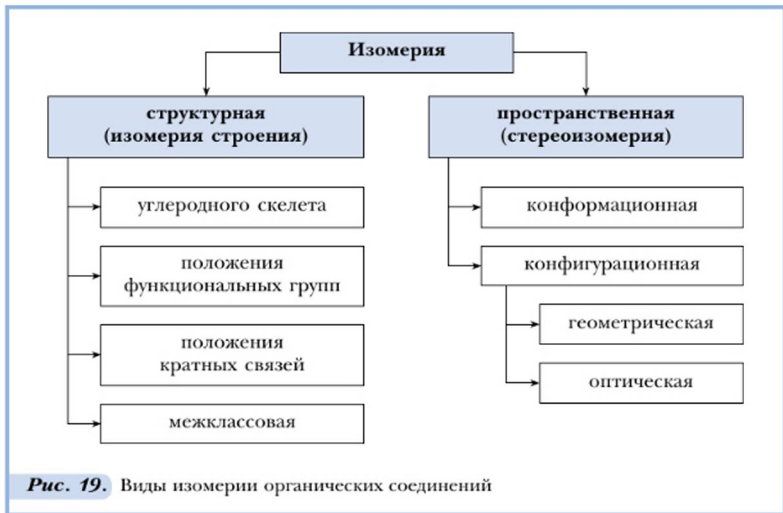 Изомерия
структурная
(изомерия строения)
углеродного скелета
положения
функциональных групп
положения
кратных связей
межклассовая
пространственная
(стереоизомерия)
конформационная
конфигурационная
геометрическая
оптическая
Рис. 19. Виды изомерии органических соединений